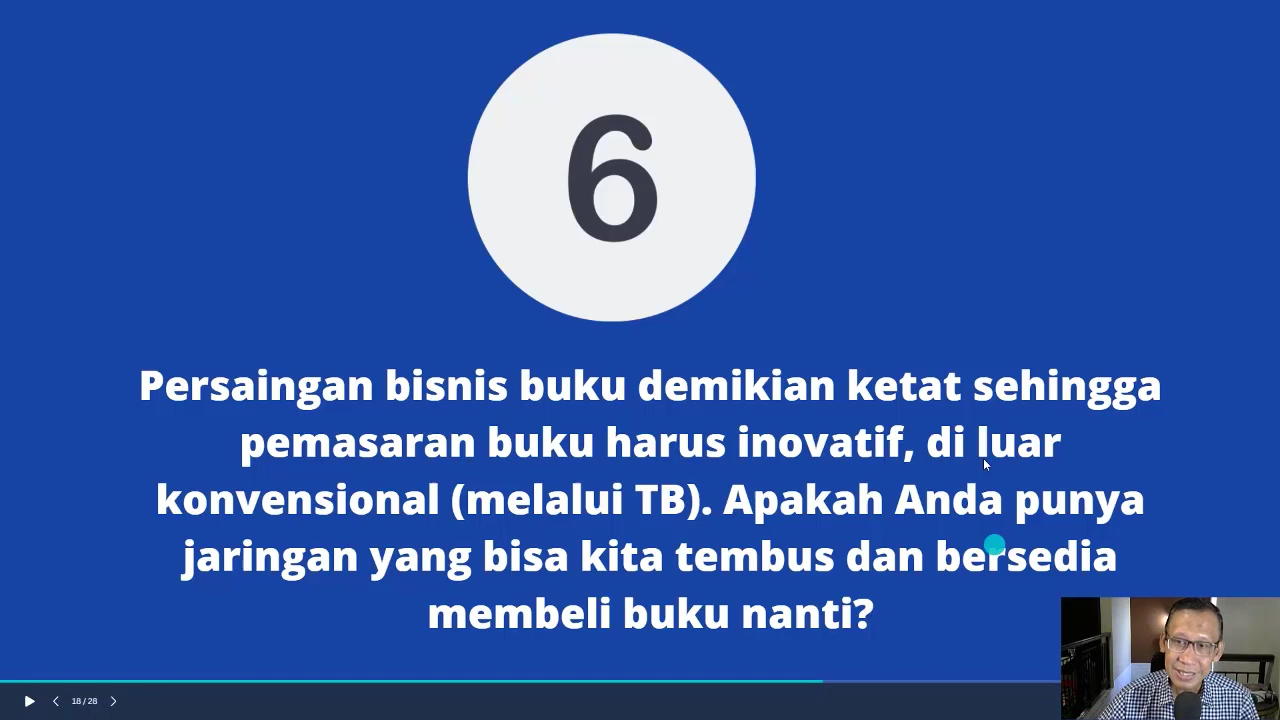 6
Persaingan bisnis buku demikian ketat sehingga
pemasaran buku harus inovatif, di luar
konvensional (melalui TB). Apakah Anda punya
jaringan yang bisa kita tembus dan bersedia
membeli buku nanti?
18 / 28